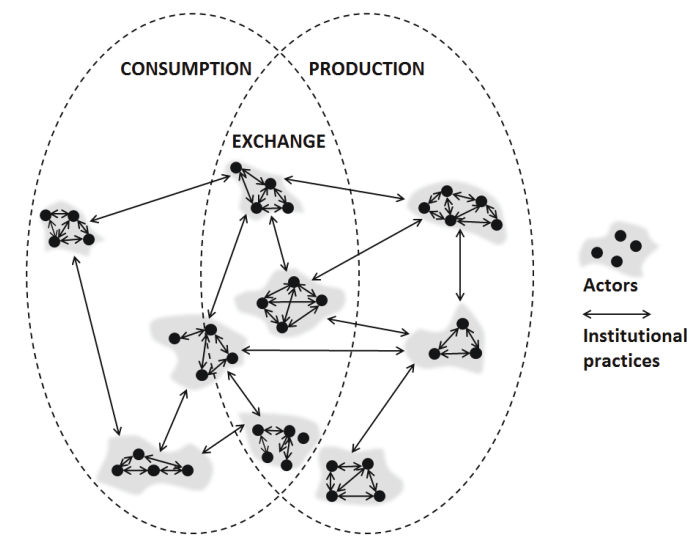 CONSUMPTION
PRODUCTION
EXCHANGE
Actors
Institutional
practices